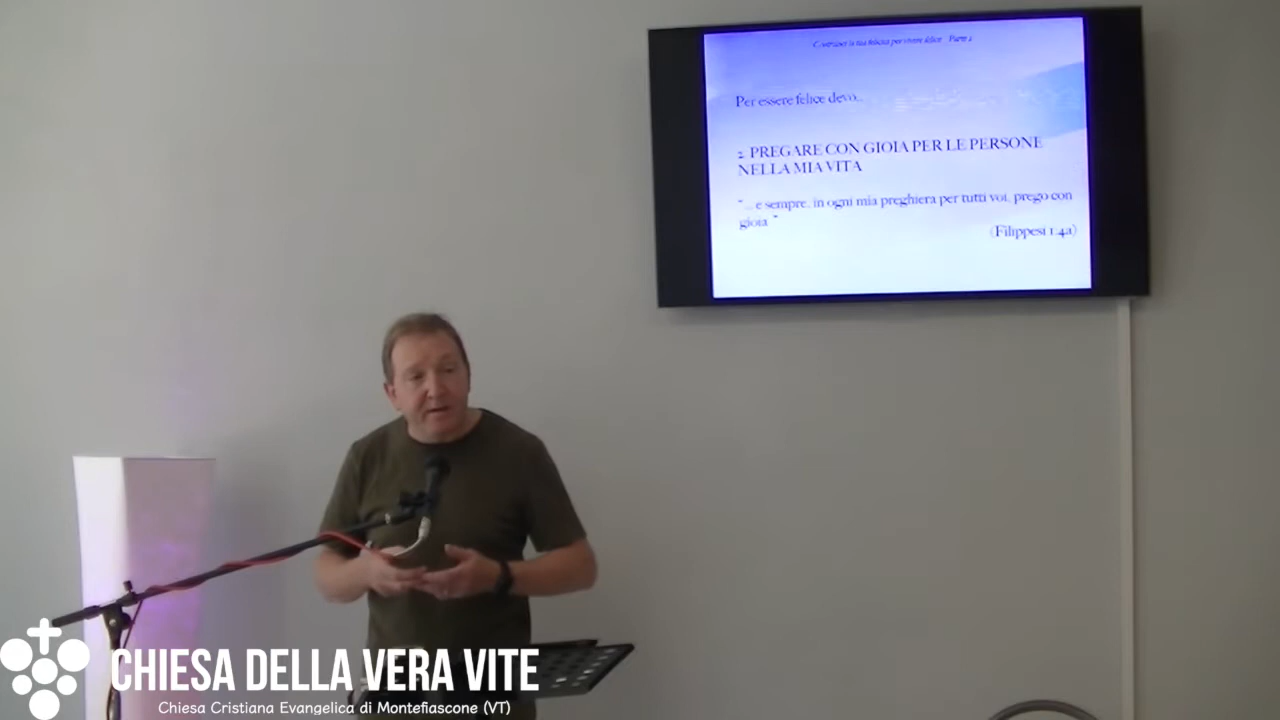 Costruisci la tua felicità per vivere felice Parte 2
Per essere felice devo...
2. PREGARE CON GIOIA PER LE PERSONE
NELLA MIA VITA
"... e sempre, in ogni mia preghiera per tutti voi, prego con
gioia "
(Filippesi 1.4a)
CHIESA DELLA VERA VITE
Chiesa Cristiana Evangelica di Montefiascone (VT)